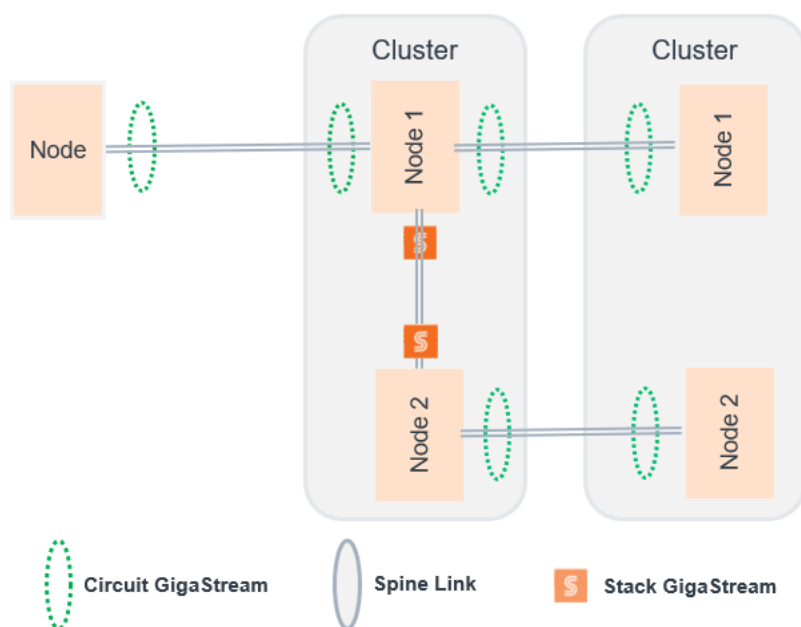 Cluster
Cluster
Node
Node 1
Node 1
S
S
Node 2
Node 2
Circuit GigaStream
Spine Link
S
Stack GigaStream